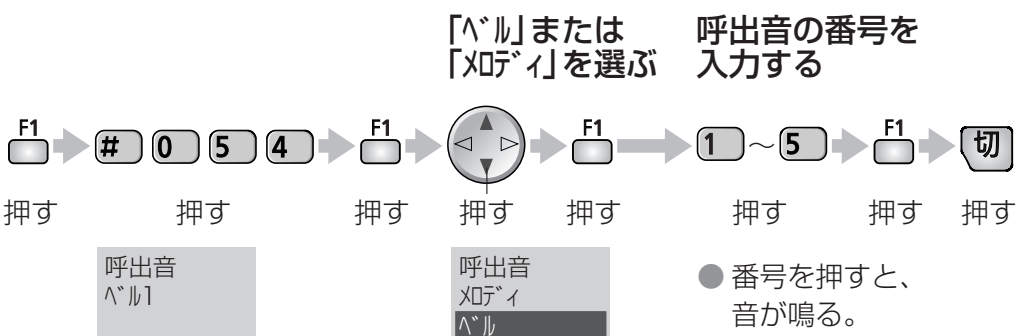 「ﾍﾞﾙ」または
「ﾒﾛﾃﾞｨ」を選ぶ
呼出音の番号を
入力する
F1 # 0 5 4 F1 F1 1 ～ 5 F1 切
押す 押す 押す 押す 押す 押す 押す 押す
呼出音
ﾍﾞﾙ1
呼出音
ﾒﾛﾃﾞｨ
ﾍﾞﾙ
● 番号を押すと、
音が鳴る。